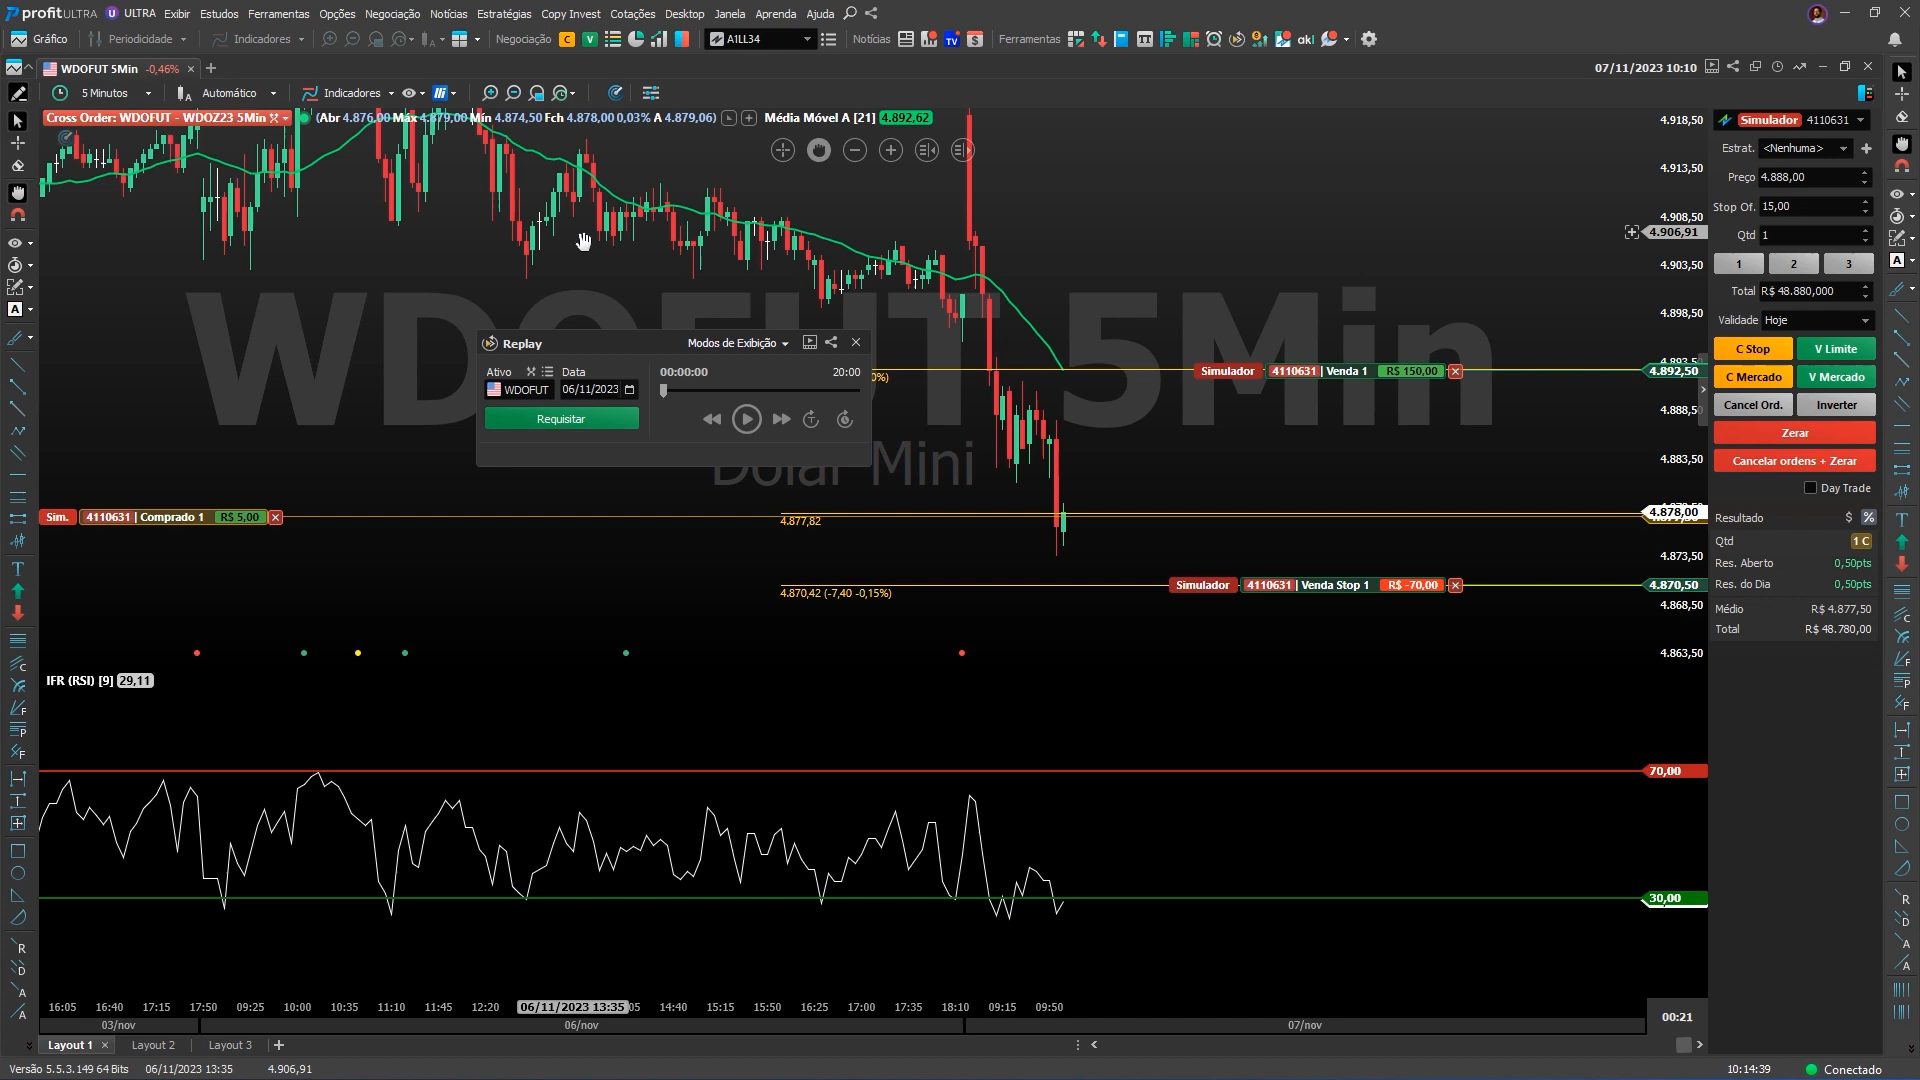 profitULTRA U ULTRA Exibir Estudos Ferramentas Opções Negociação Notícias Estratégias Copy Invest Cotações Desktop Janela Aprenda Ajuda
Gráfico Periodicidade Indicadores Negociação C V A1LL34 Notícias TV $ Ferramentas akl
WDOFUT 5Min -0,46%
07/11/2023 10:10
5 Minutos Automático Indicadores
Cross Order: WDOFUT - WDOZ23 5Min (Abr 4.876,00 Máx 4.879,00 Mín 4.874,50 Fch 4.878,00 0,03% A 4.879,06) Média Móvel A [21] 4.892,62
4.918,50
4.913,50
4.908,50
4.906,91
4.903,50
4.898,50
4.893,50
4.892,50
4.888,50
4.883,50
4.878,00
4.873,50
4.870,50
4.868,50
4.863,50
WDOFUT 5Min
Dólar Mini
Replay Modos de Exibição
Ativo Data 00:00:00 20:00
WDOFUT 06/11/2023
Requisitar
Simulador 4110631 | Venda 1 R$ 150,00
Sim. 4110631 | Comprado 1 R$ 5,00
4.877,82
Simulador 4110631 | Venda Stop 1 R$ -70,00
4.870,42 (-7,40 -0,15%)
IFR (RSI) [9] 29,11
70,00
30,00
16:05 16:40 17:15 17:50 09:25 10:00 10:35 11:10 11:45 12:20 06/11/2023 13:35 14:40 15:15 15:50 16:25 17:00 17:35 18:10 09:15 09:50
03/nov 06/nov 07/nov
00:21
Layout 1 Layout 2 Layout 3
Versão 5.5.3.149 64 Bits 06/11/2023 13:35 4.906,91 10:14:39 Conectado
Simulador 4110631
Estrat. <Nenhuma>
Preço 4.888,00
Stop Of. 15,00
Qtd 1
1 2 3
Total R$ 48.880,000
Validade Hoje
C Stop V Limite
C Mercado V Mercado
Cancel Ord. Inverter
Zerar
Cancelar ordens + Zerar
Day Trade
Resultado $ %
Qtd 1 C
Res. Aberto 0,50pts
Res. do Dia 0,50pts
Médio R$ 4.877,50
Total R$ 48.780,00